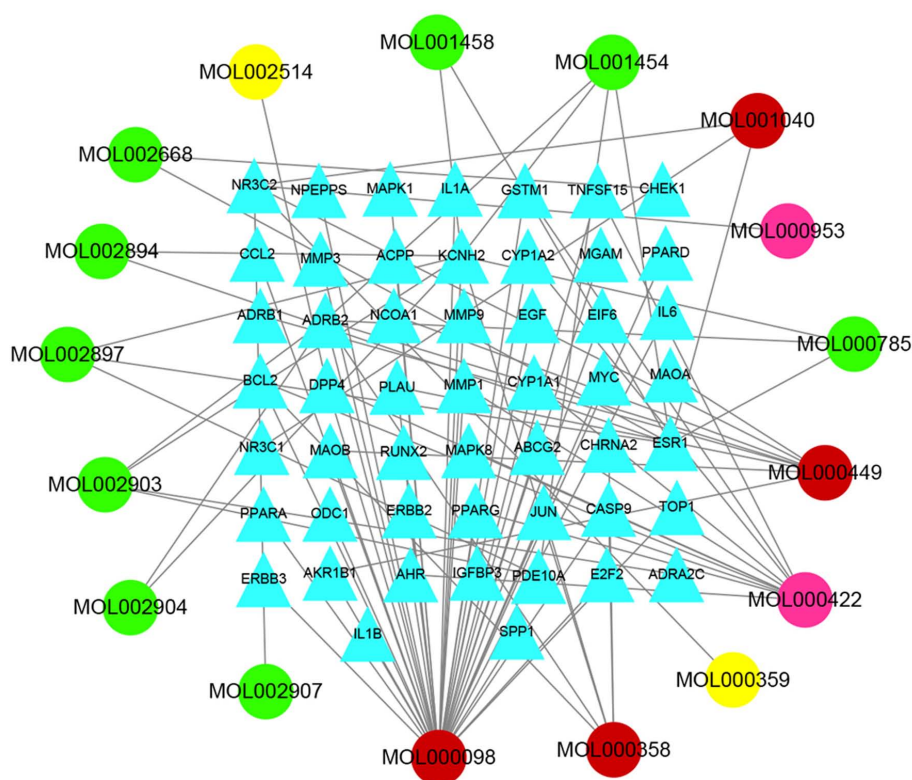 MOL001458
MOL001454
MOL002514
MOL001040
MOL002668
NR3C2 NPEPPS MAPK1 IL1A GSTM1 TNFSF15 CHEK1
MOL000953
MOL002894
CCL2 MMP3 ACPP KCNH2 CYP1A2 MGAM PPARD
ADRB1 ADRB2 NCOA1 MMP9 EGF EIF6 IL6
MOL002897
MOL000785
BCL2 DPP4 PLAU MMP1 CYP1A1 MYC MAOA
NR3C1 MAOB RUNX2 MAPK8 ABCG2 CHRNA2 ESR1
MOL000449
MOL002903
PPARA ODC1 ERBB2 PPARG JUN CASP9 TOP1
ERBB3 AKR1B1 AHR IGFBP3 PDE10A E2F2 ADRA2C
MOL000422
MOL002904
IL1B SPP1
MOL000359
MOL002907
MOL000098
MOL000358